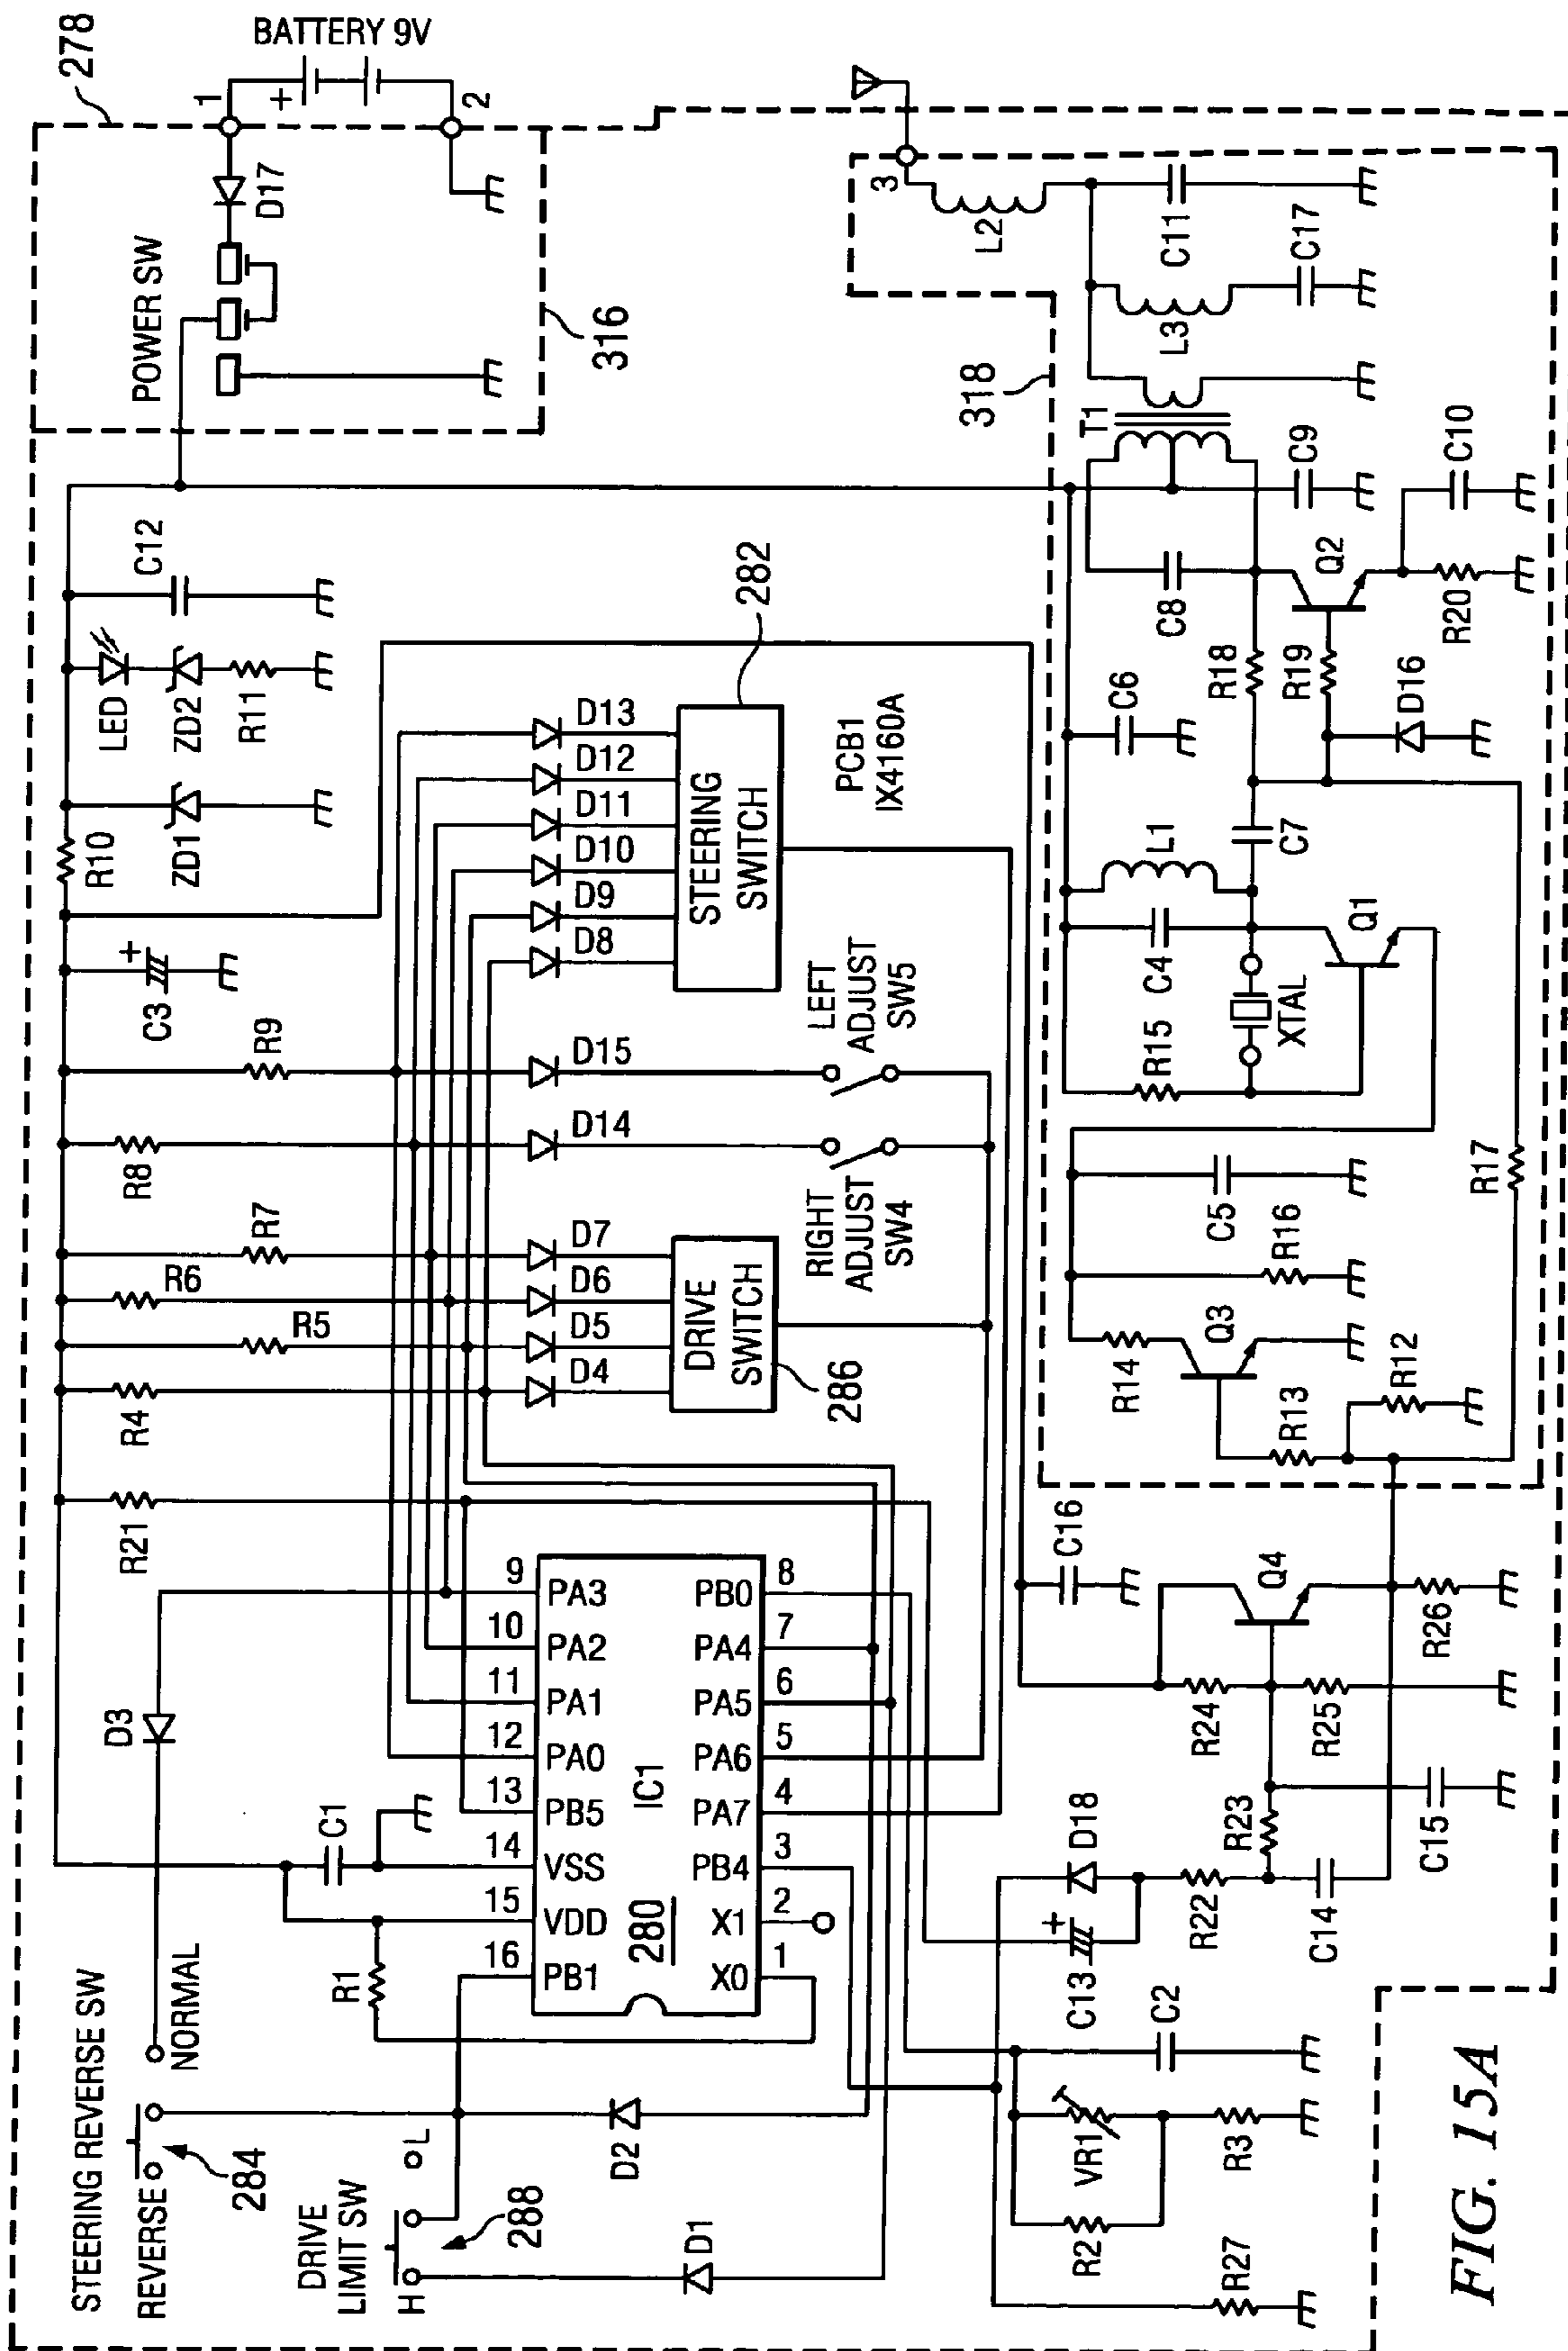 278
BATTERY 9V
1
+
2
D17
POWER SW
316
C12
LED
ZD2
R11
ZD1
R10
+
C3
282
D13
D12
D11
D10
D9
D8
STEERING
SWITCH
PCB1
IX4160A
R9
R8
R7
R6
R5
R4
R21
D15
D14
D7
D6
D5
D4
LEFT
ADJUST
SW5
RIGHT
ADJUST
SW4
DRIVE
SWITCH
286
3
L2
C11
C17
L3
318
T1
C9
C10
C8
Q2
R20
R18
R19
D16
C6
L1
C7
C4
Q1
XTAL
R15
R17
C5
R16
Q3
R14
R12
R13
C16
Q4
R26
R24
R25
R23
C15
D18
R22
C14
+
C13
C2
VR1
R3
R2
R27
9
PA3
10
PA2
11
PA1
12
PA0
13
PB5
14
VSS
15
VDD
16
PB1
IC1
280
PB0
8
PA4
7
PA5
6
PA6
5
PA7
4
PB4
3
X1
2
X0
1
D3
C1
R1
STEERING REVERSE SW
NORMAL
REVERSE
284
DRIVE
LIMIT SW
L
H
288
D2
D1
FIG. 15A